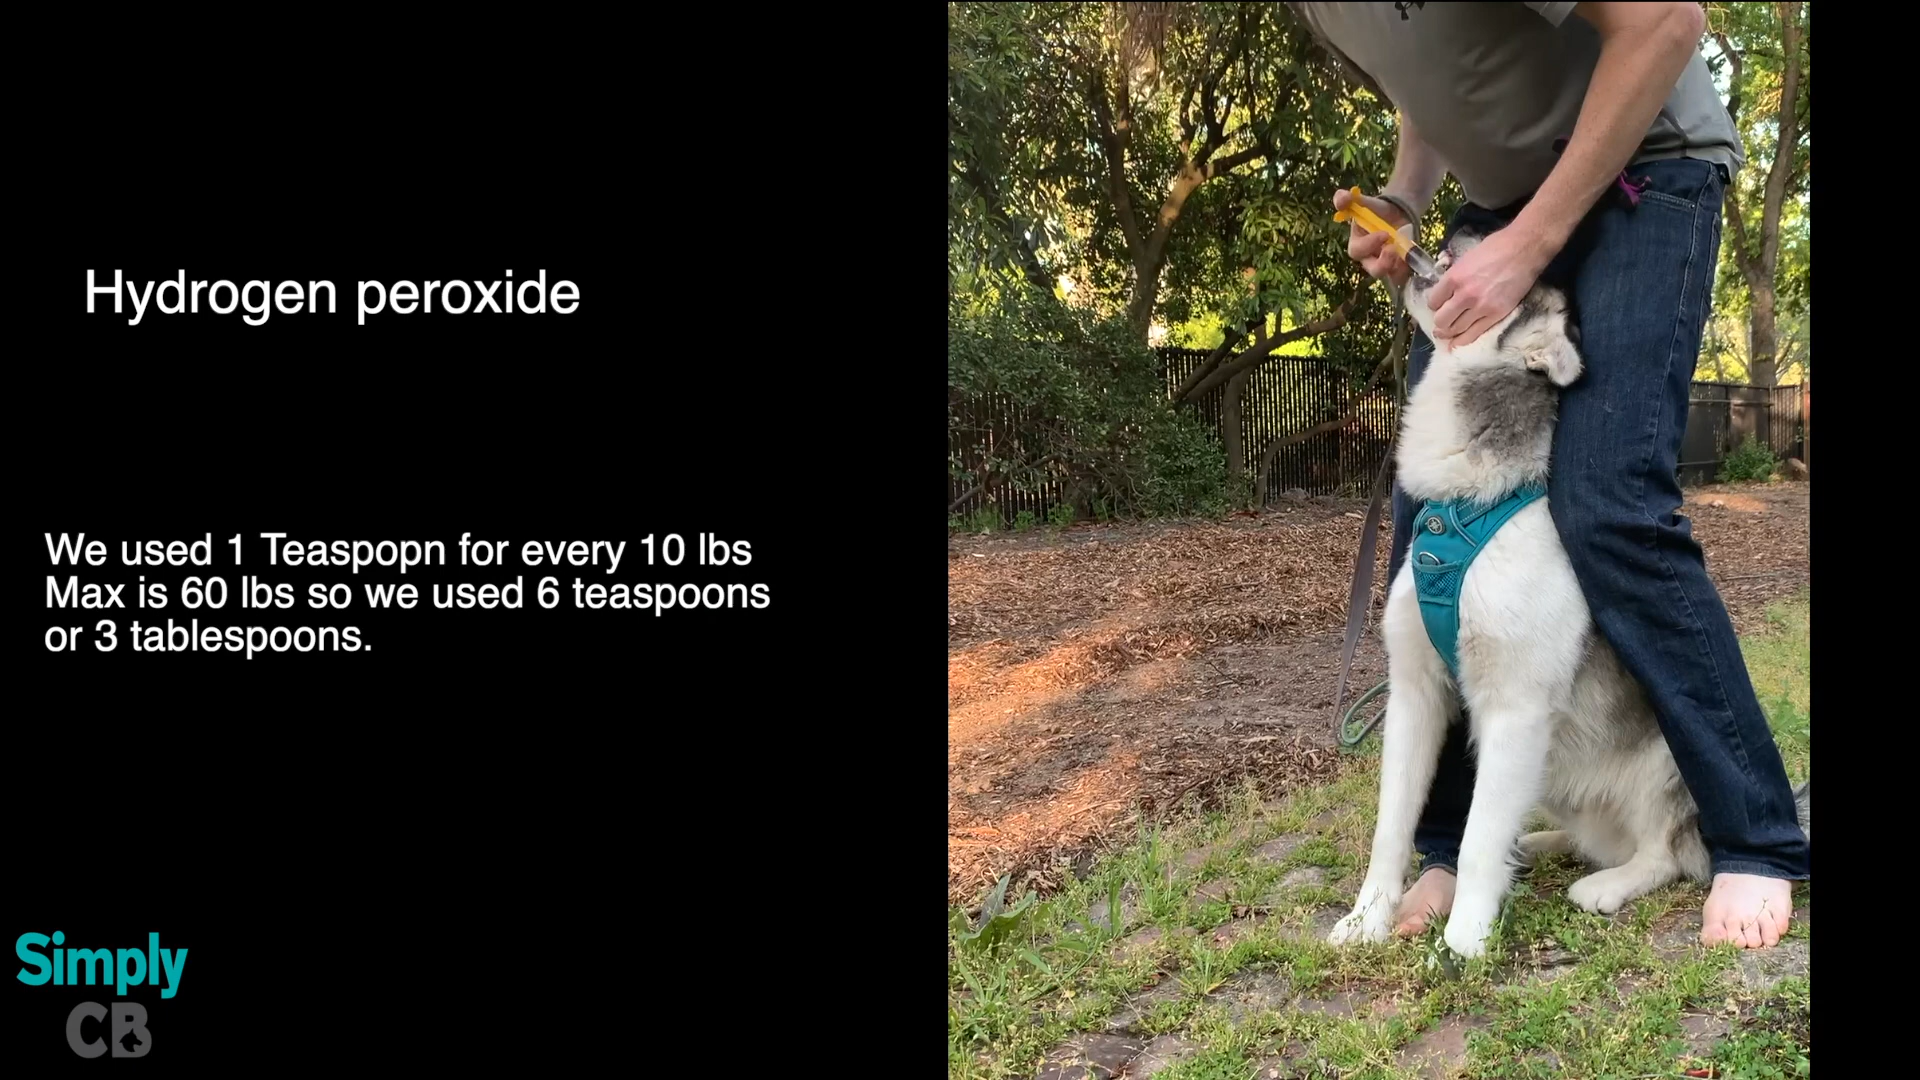 Hydrogen peroxide
We used 1 Teaspopn for every 10 lbs
Max is 60 lbs so we used 6 teaspoons
or 3 tablespoons.
Simply
CB